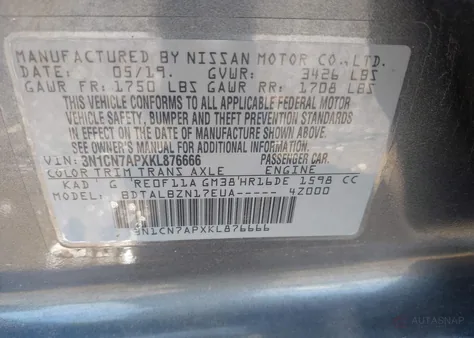 MANUFACTURED BY NISSAN MOTOR CO.,LTD.
DATE: 05/19. GVWR: 3426 LBS
GAWR FR: 1750 LBS GAWR RR: 1708 LBS
THIS VEHICLE CONFORMS TO ALL APPLICABLE FEDERAL MOTOR
VEHICLE SAFETY, BUMPER AND THEFT PREVENTION STANDARDS
IN EFFECT ON THE DATE OF MANUFACTURE SHOWN ABOVE.
SEE OWNER'S MANUAL FOR ADDITIONAL INFORMATION.
VIN: 3N1CN7APXKL876666 PASSENGER CAR.
COLOR TRIM TRANS AXLE ENGINE
KAD G RE0F11A GM38 HR16DE 1598 CC
MODEL: BDTALBZN17EUA----- 4Z000
3N1CN7APXKL876666
AUTASNAP